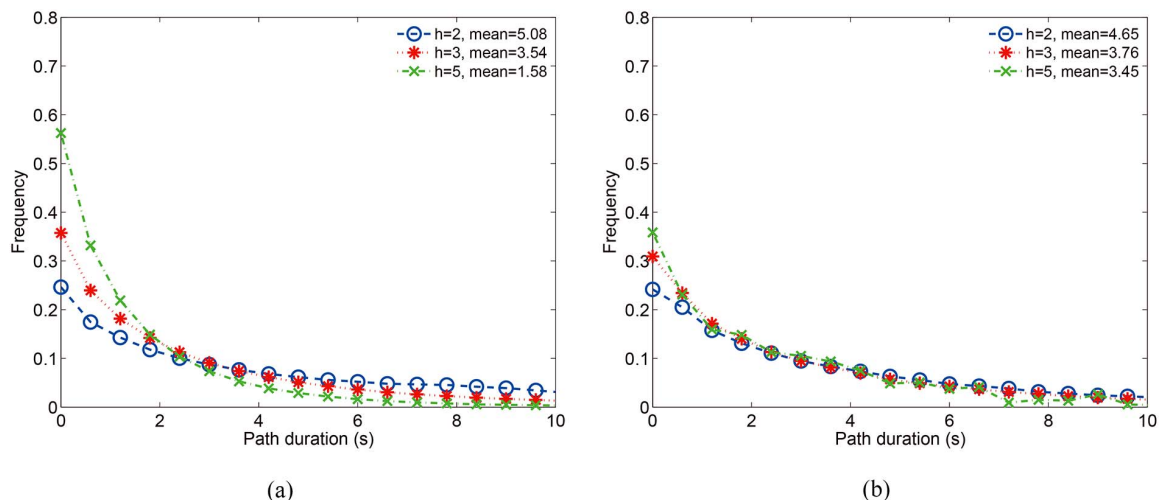 0.8
0.7
0.6
0.5
0.4
0.3
0.2
0.1
0
Frequency
0 2 4 6 8 10
Path duration (s)
h=2, mean=5.08
h=3, mean=3.54
h=5, mean=1.58
(a)
0.8
0.7
0.6
0.5
0.4
0.3
0.2
0.1
0
Frequency
0 2 4 6 8 10
Path duration (s)
h=2, mean=4.65
h=3, mean=3.76
h=5, mean=3.45
(b)